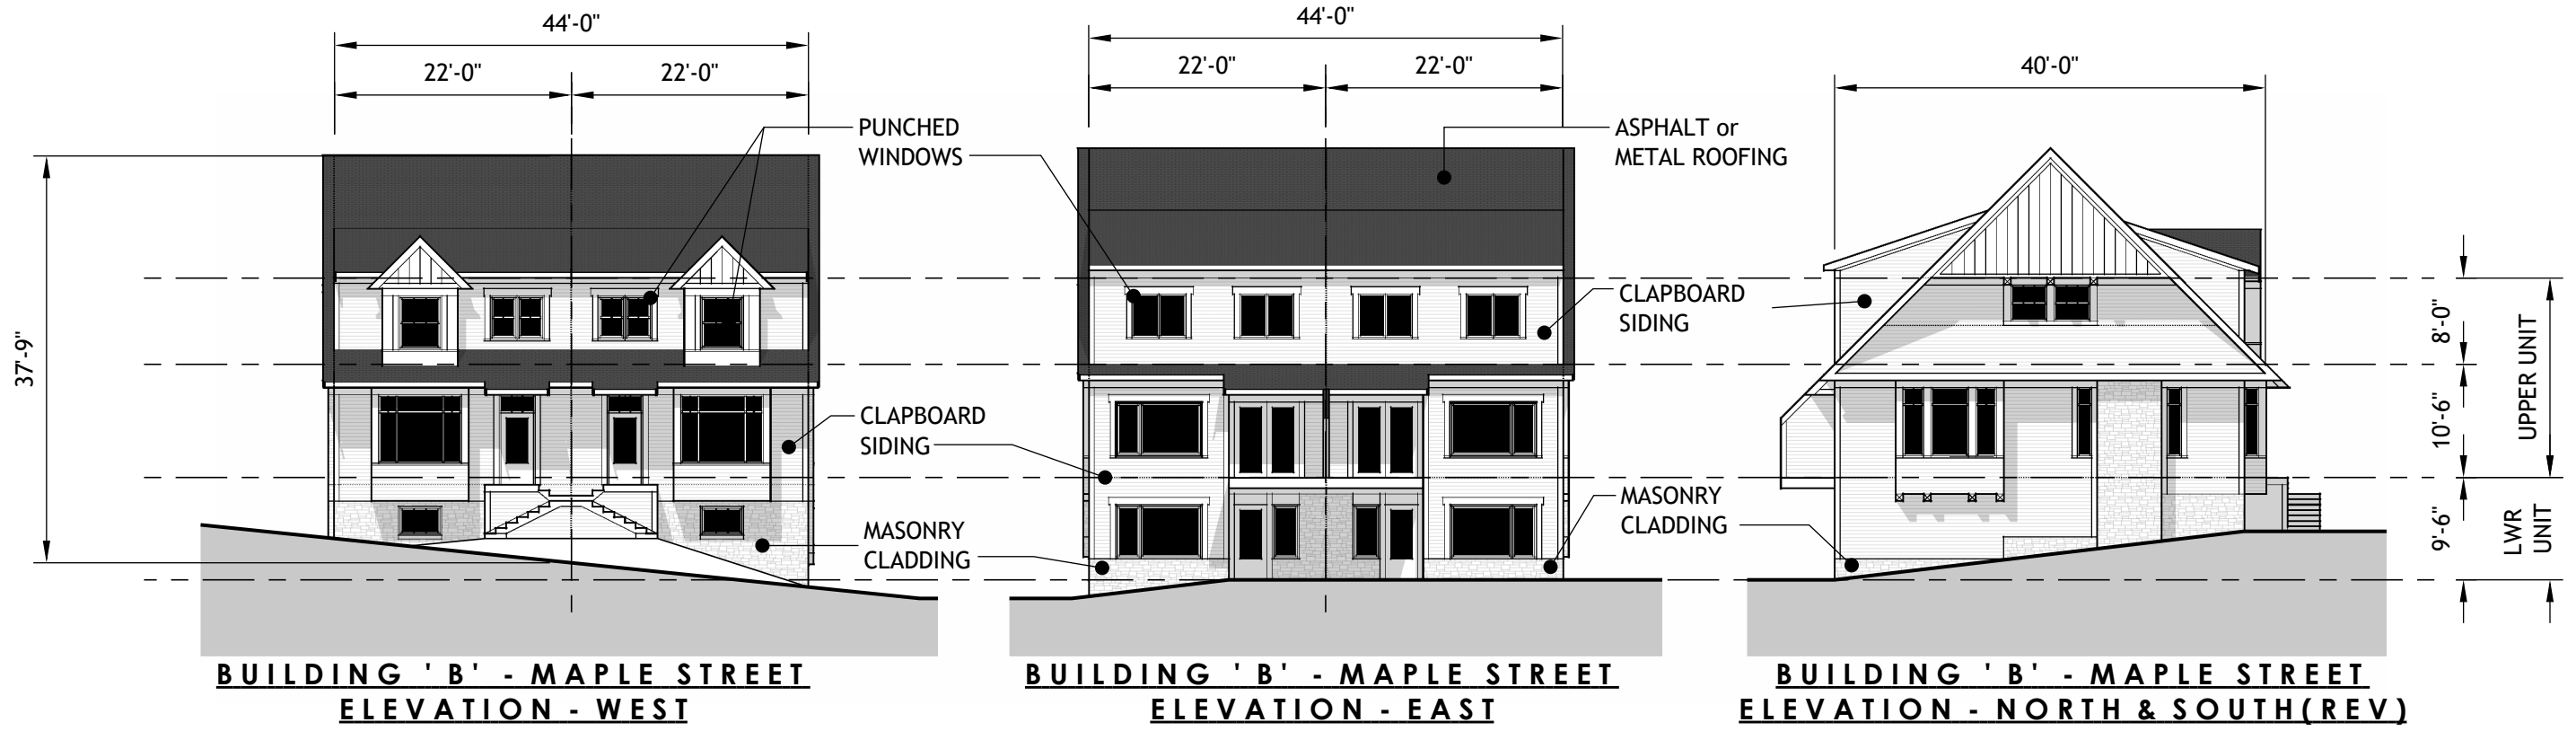 44'-0"
22'-0"
22'-0"
37'-9"
PUNCHED
WINDOWS
CLAPBOARD
SIDING
MASONRY
CLADDING
BUILDING 'B' - MAPLE STREET
ELEVATION - WEST
44'-0"
22'-0"
22'-0"
ASPHALT or
METAL ROOFING
CLAPBOARD
SIDING
MASONRY
CLADDING
BUILDING 'B' - MAPLE STREET
ELEVATION - EAST
40'-0"
8'-0"
10'-6"
9'-6"
UPPER UNIT
LWR
UNIT
BUILDING 'B' - MAPLE STREET
ELEVATION - NORTH & SOUTH(REV)